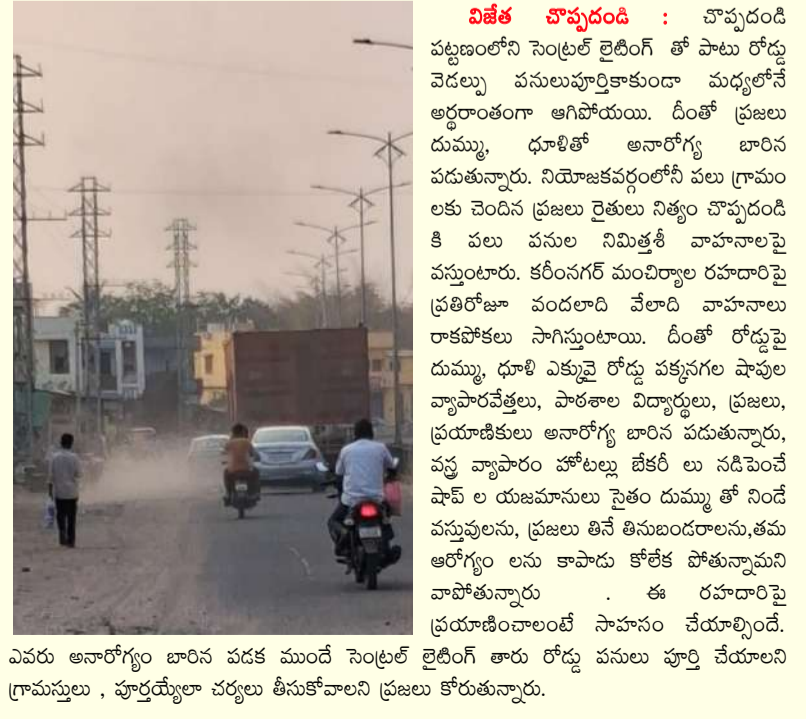 విజేత చొప్పదండి : చొప్పదండి
పట్టణంలోని సెంట్రల్ లైటింగ్ తో పాటు రోడ్డు
వెడల్పు పనులుపూర్తికాకుండా మధ్యలోనే
అర్థరాంతంగా ఆగిపోయయి. దీంతో ప్రజలు
దుమ్ము, ధూళితో అనారోగ్య బారిన
పడుతున్నారు. నియోజకవర్గంలోనీ పలు గ్రామం
లకు చెందిన ప్రజలు రైతులు నిత్యం చొప్పదండి
కి పలు పనుల నిమిత్తశీ వాహనాలపై
వస్తుంటారు. కరీంనగర్ మంచిర్యాల రహదారిపై
ప్రతిరోజూ వందలాది వేలాది వాహనాలు
రాకపోకలు సాగిస్తుంటాయి. దీంతో రోడ్డుపై
దుమ్ము, ధూళి ఎక్కువై రోడ్డు పక్కనగల షాపుల
వ్యాపారవేత్తలు, పాఠశాల విద్యార్థులు, ప్రజలు,
ప్రయాణికులు అనారోగ్య బారిన పడుతున్నారు,
వస్త్ర వ్యాపారం హోటల్లు బేకరీ లు నడిపెంచే
షాప్ ల యజమానులు సైతం దుమ్ము తో నిండే
వస్తువులను, ప్రజలు తినే తినుబండరాలను,తమ
ఆరోగ్యం లను కాపాడు కోలేక పోతున్నామని
వాపోతున్నారు . ఈ రహదారిపై
ప్రయాణించాలంటే సాహసం చేయాల్సిందే.
ఎవరు అనారోగ్యం బారిన పడక ముందే సెంట్రల్ లైటింగ్ తారు రోడ్డు పనులు పూర్తి చేయాలని
గ్రామస్తులు , పూర్తయ్యేలా చర్యలు తీసుకోవాలని ప్రజలు కోరుతున్నారు.